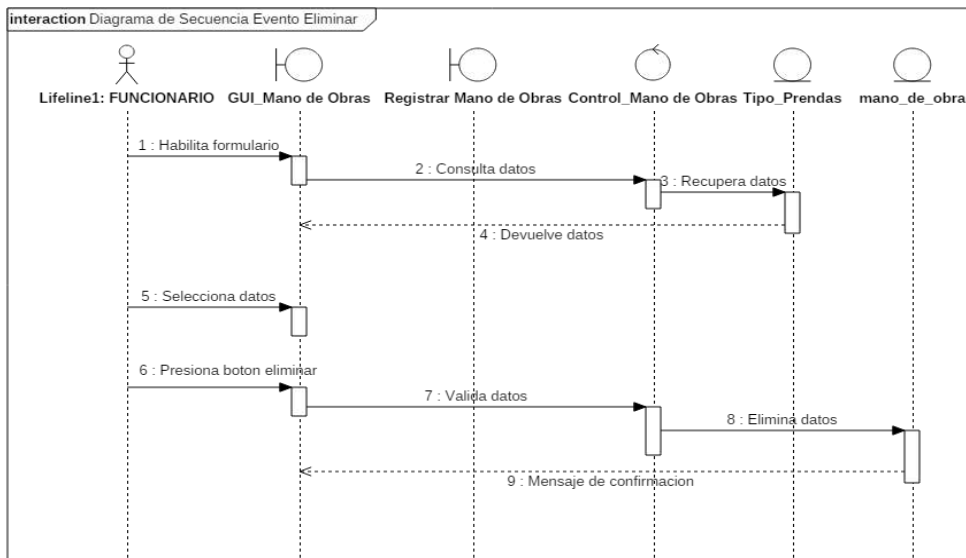 interaction Diagrama de Secuencia Evento Eliminar
Lifeline1: FUNCIONARIO GUI_Mano de Obras Registrar Mano de Obras Control_Mano de Obras Tipo_Prendas mano_de_obra
1 : Habilita formulario
2 : Consulta datos
3 : Recupera datos
4 : Devuelve datos
5 : Selecciona datos
6 : Presiona boton eliminar
7 : Valida datos
8 : Elimina datos
9 : Mensaje de confirmacion